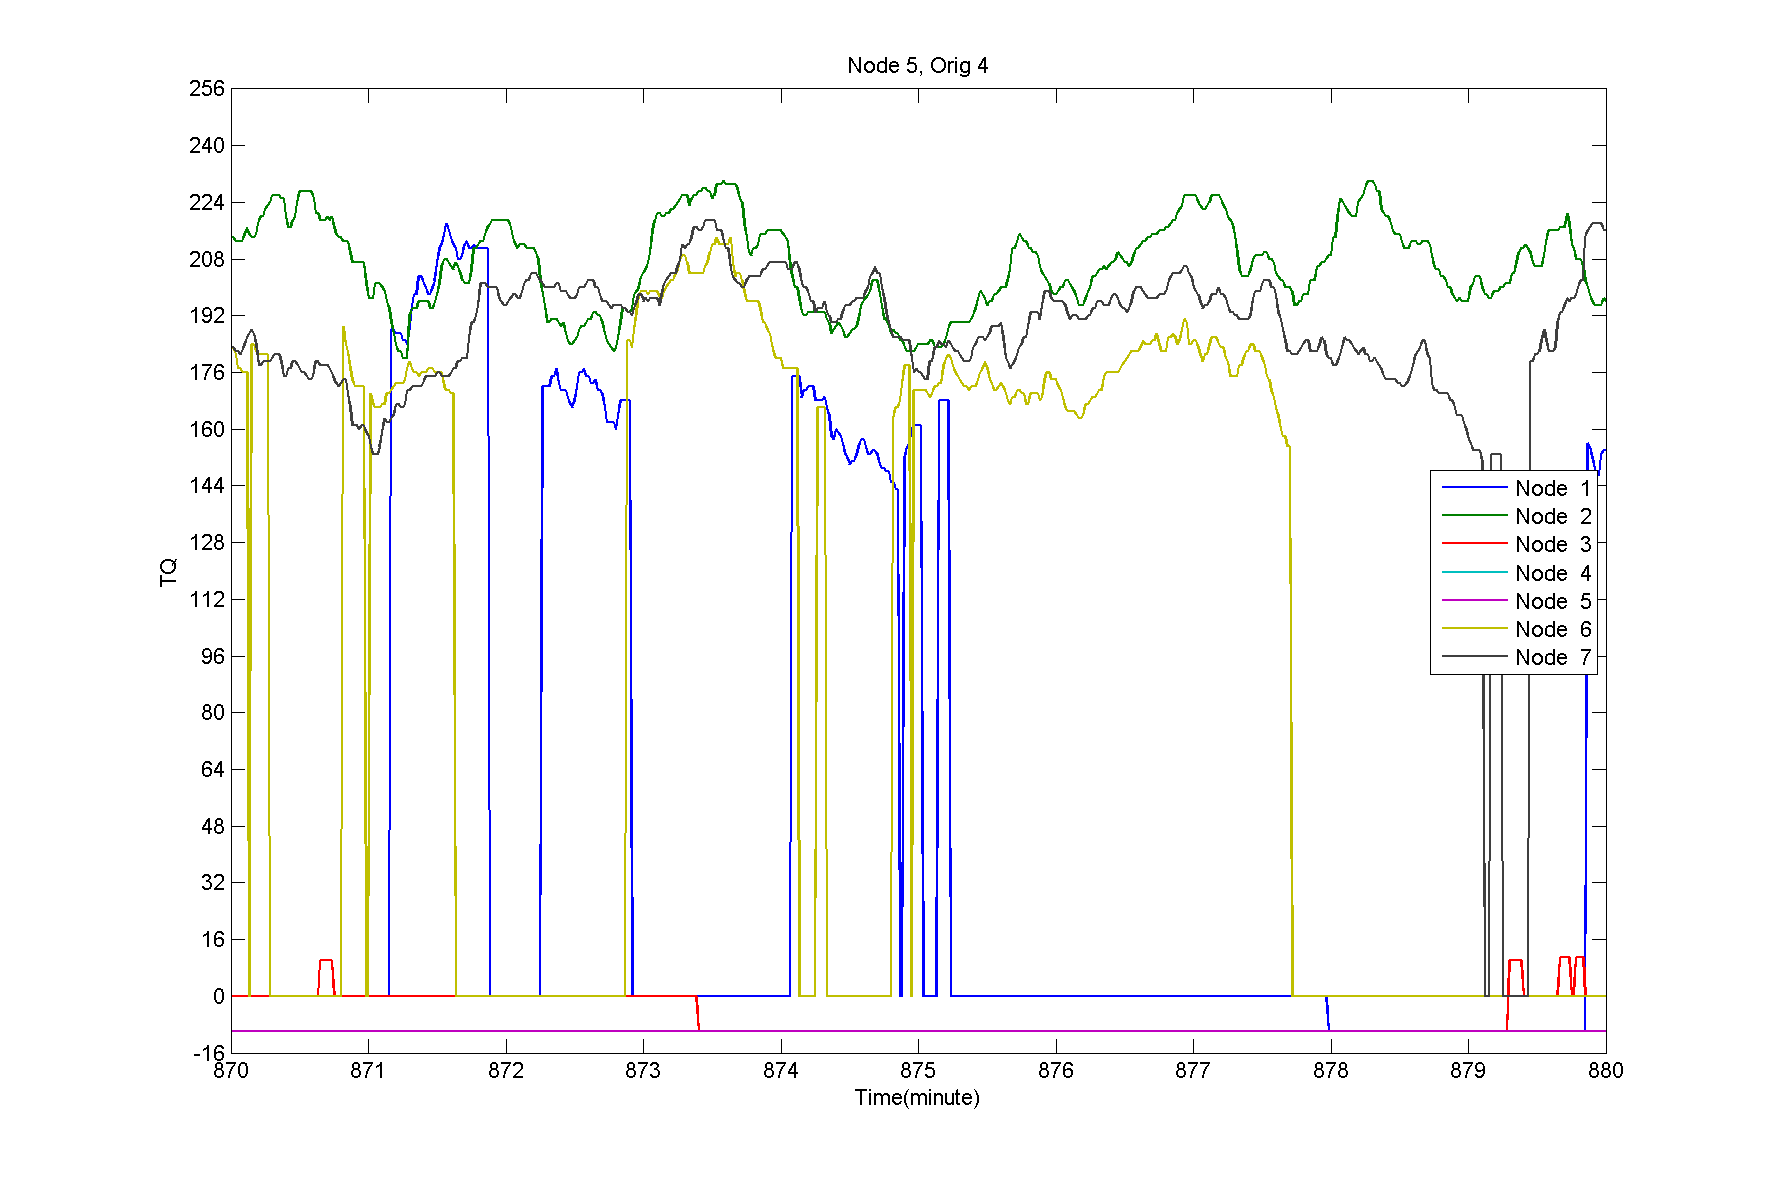 Node 5, Orig 4
256
240
224
208
192
176
160
144
128
112
96
80
64
48
32
16
0
-16
TQ
870 871 872 873 874 875 876 877 878 879 880
Time(minute)
Node 1
Node 2
Node 3
Node 4
Node 5
Node 6
Node 7